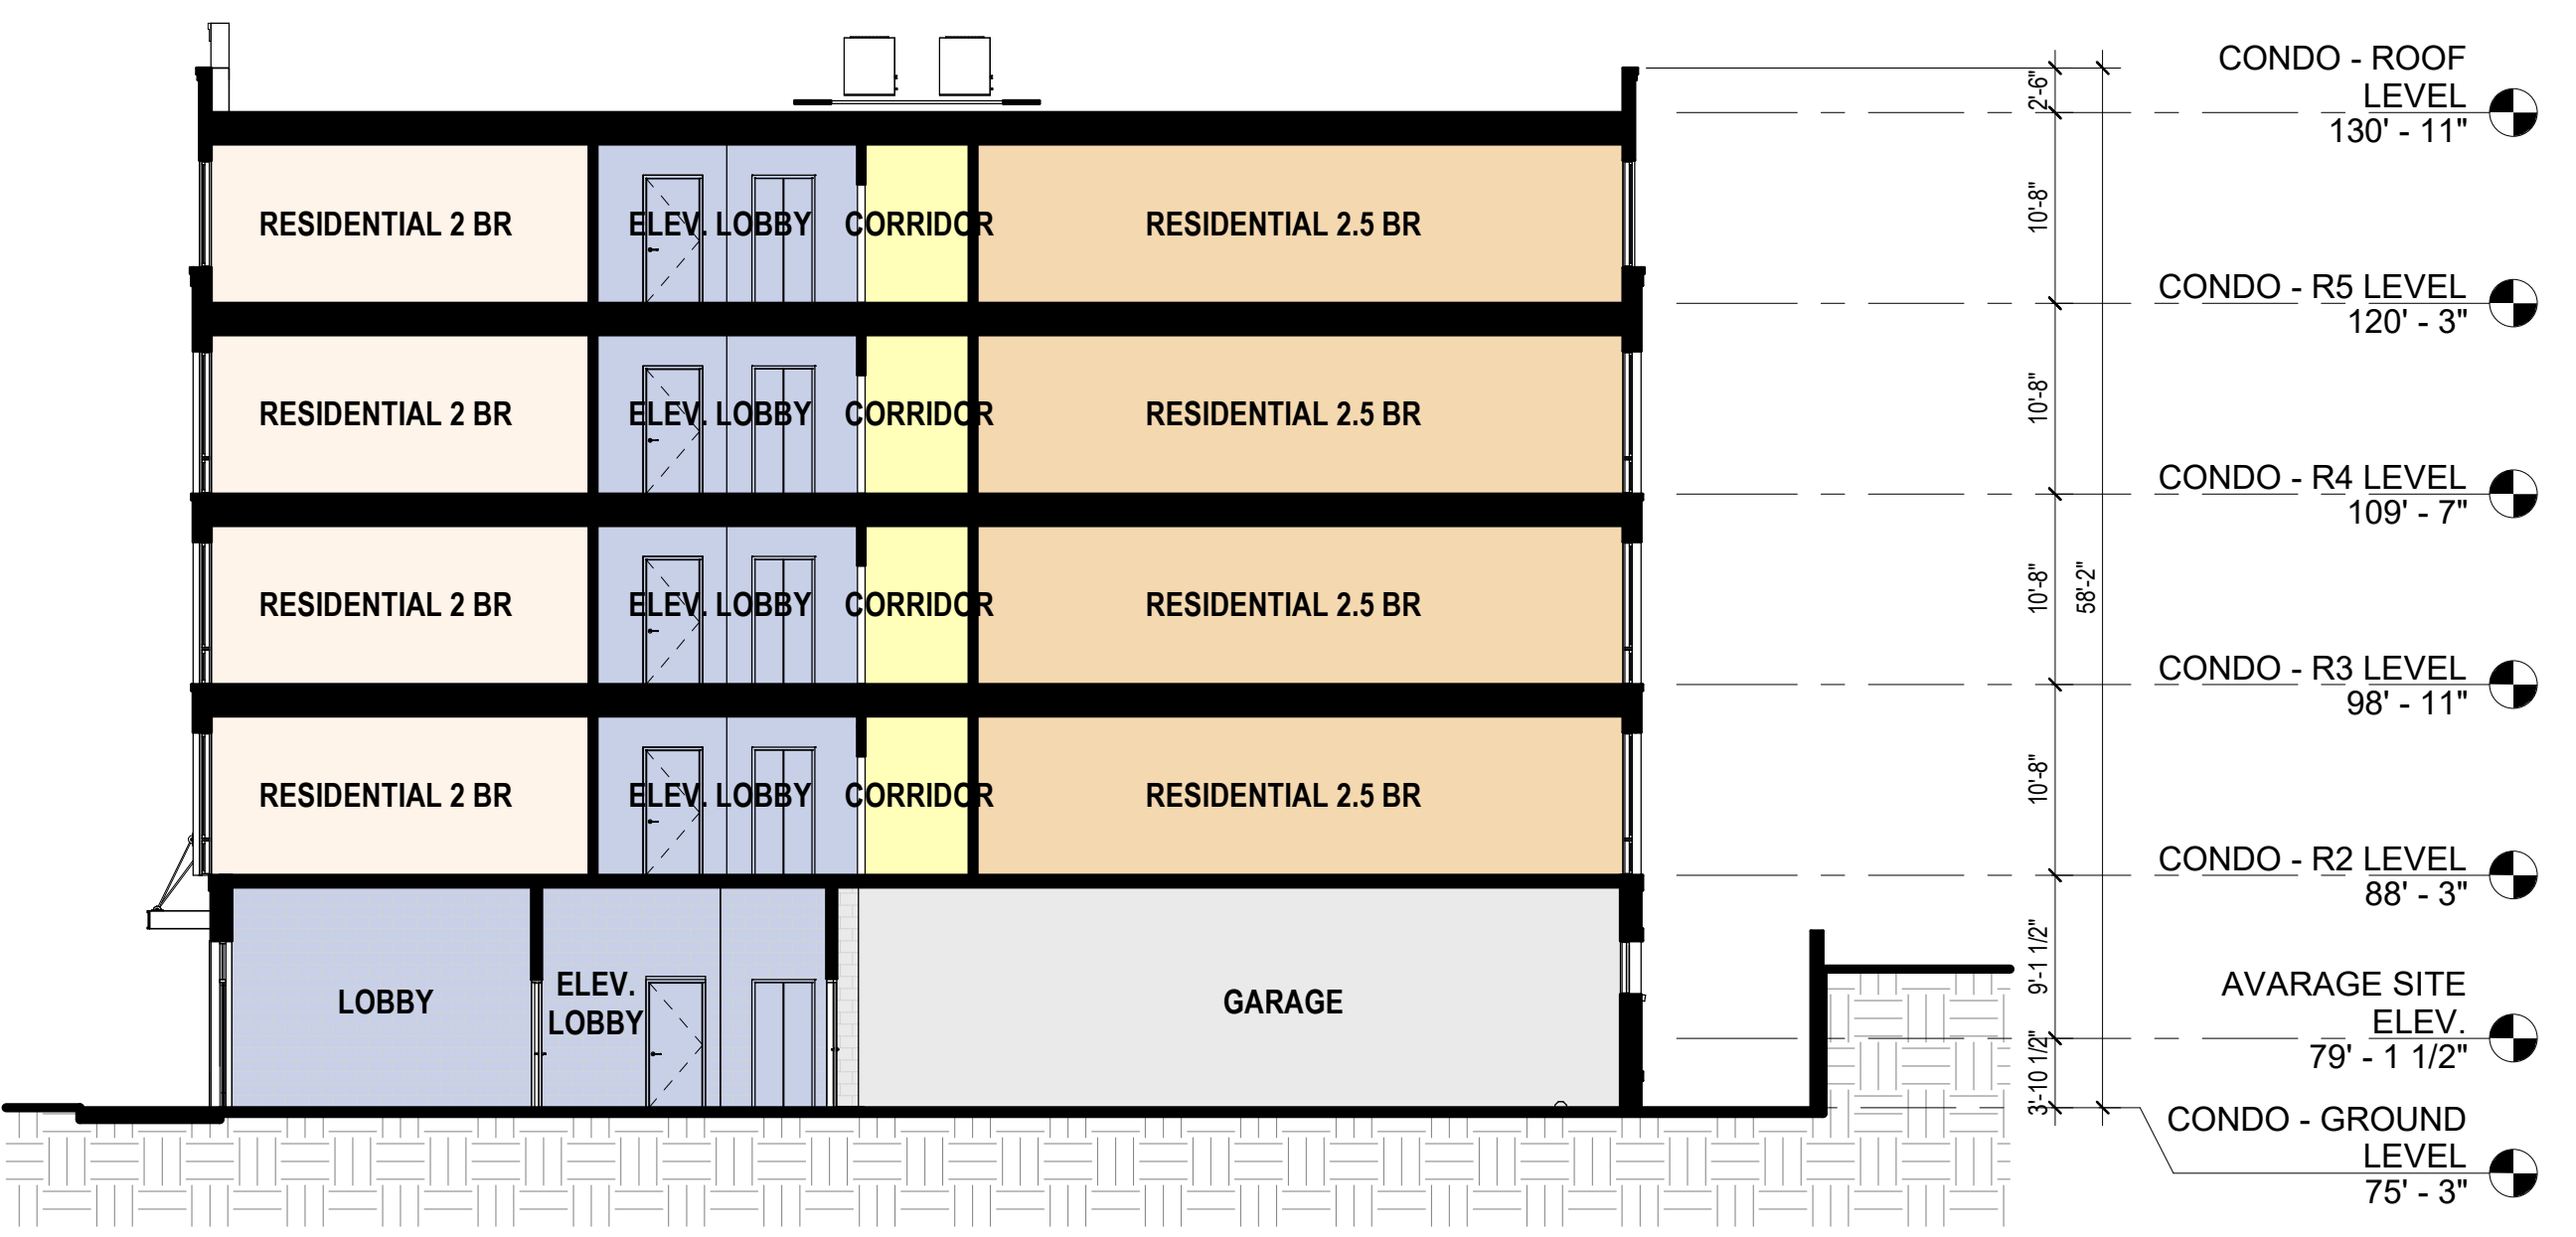 CONDO - ROOF
LEVEL
130' - 11"
2'-6"
RESIDENTIAL 2 BR
ELEV. LOBBY
CORRIDOR
RESIDENTIAL 2.5 BR
10'-8"
CONDO - R5 LEVEL
120' - 3"
RESIDENTIAL 2 BR
ELEV. LOBBY
CORRIDOR
RESIDENTIAL 2.5 BR
10'-8"
CONDO - R4 LEVEL
109' - 7"
RESIDENTIAL 2 BR
ELEV. LOBBY
CORRIDOR
RESIDENTIAL 2.5 BR
10'-8"
58'-2"
CONDO - R3 LEVEL
98' - 11"
RESIDENTIAL 2 BR
ELEV. LOBBY
CORRIDOR
RESIDENTIAL 2.5 BR
10'-8"
CONDO - R2 LEVEL
88' - 3"
LOBBY
ELEV.
LOBBY
GARAGE
9'-1 1/2"
AVARAGE SITE
ELEV.
79' - 1 1/2"
3'-10 1/2"
CONDO - GROUND
LEVEL
75' - 3"